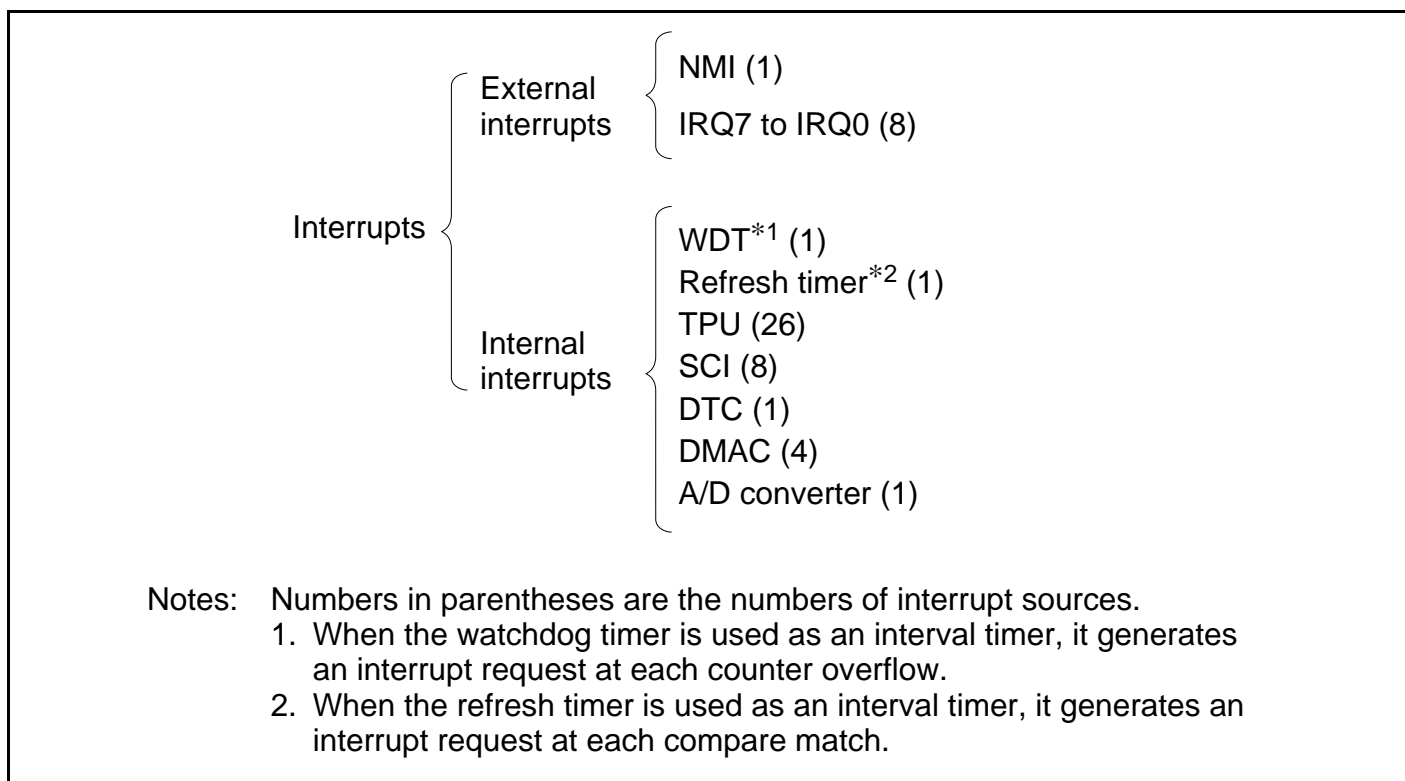 Interrupts
External
interrupts
NMI (1)
IRQ7 to IRQ0 (8)
Internal
interrupts
WDT*1 (1)
Refresh timer*2 (1)
TPU (26)
SCI (8)
DTC (1)
DMAC (4)
A/D converter (1)
Notes: Numbers in parentheses are the numbers of interrupt sources.
1. When the watchdog timer is used as an interval timer, it generates
an interrupt request at each counter overflow.
2. When the refresh timer is used as an interval timer, it generates an
interrupt request at each compare match.